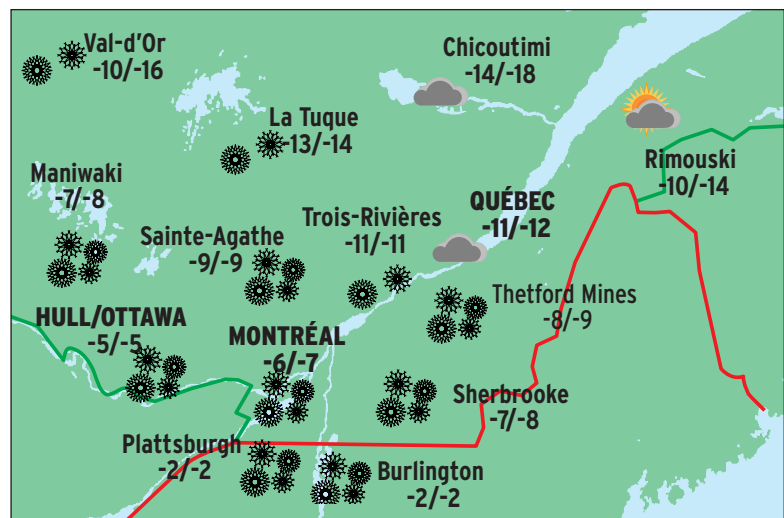 Val-d'Or
-10/-16
Chicoutimi
-14/-18
La Tuque
-13/-14
Rimouski
-10/-14
Maniwaki
-7/-8
QUÉBEC
-11/-12
Trois-Rivières
-11/-11
Sainte-Agathe
-9/-9
Thetford Mines
-8/-9
HULL/OTTAWA
-5/-5
MONTRÉAL
-6/-7
Sherbrooke
-7/-8
Plattsburgh
-2/-2
Burlington
-2/-2